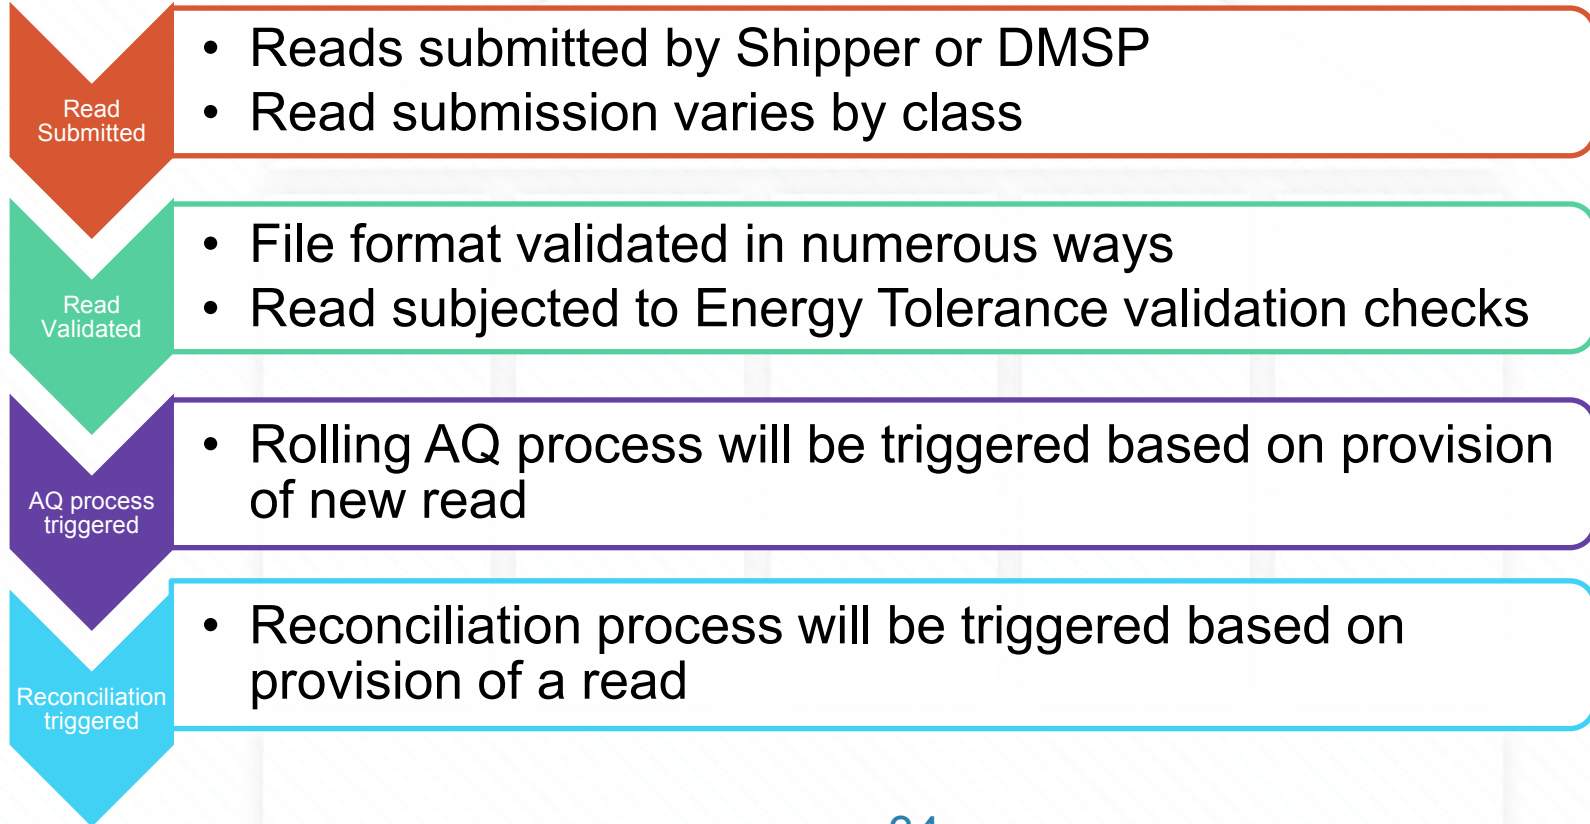 Read
Submitted
• Reads submitted by Shipper or DMSP
• Read submission varies by class
Read
Validated
• File format validated in numerous ways
• Read subjected to Energy Tolerance validation checks
AQ process
triggered
• Rolling AQ process will be triggered based on provision
of new read
Reconciliation
triggered
• Reconciliation process will be triggered based on
provision of a read